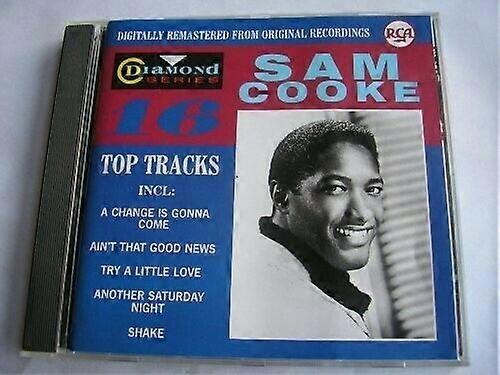 DIGITALLY REMASTERED FROM ORIGINAL RECORDINGS
RCA
DIAMOND
SERIES
SAM
COOKE
16
TOP TRACKS
INCL:
A CHANGE IS GONNA
COME
AIN'T THAT GOOD NEWS
TRY A LITTLE LOVE
ANOTHER SATURDAY
NIGHT
SHAKE